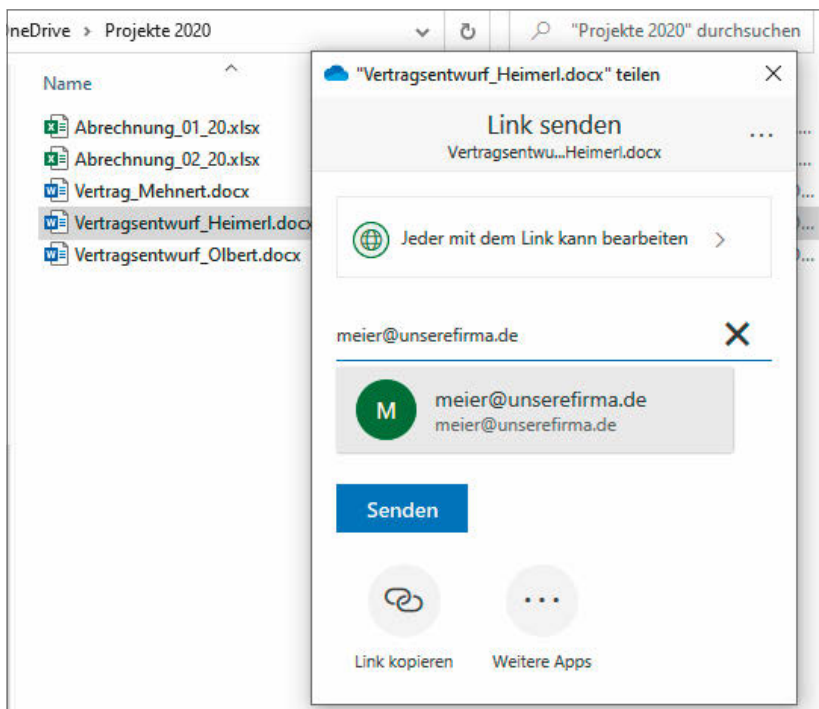 OneDrive > Projekte 2020
"Projekte 2020" durchsuchen
Name
Abrechnung_01_20.xlsx
Abrechnung_02_20.xlsx
Vertrag_Mehnert.docx
Vertragsentwurf_Heimerl.docx
Vertragsentwurf_Olbert.docx
"Vertragsentwurf_Heimerl.docx" teilen
Link senden
...
Vertragsentwu...Heimerl.docx
Jeder mit dem Link kann bearbeiten
meier@unserefirma.de
M
meier@unserefirma.de
meier@unserefirma.de
Senden
Link kopieren
Weitere Apps